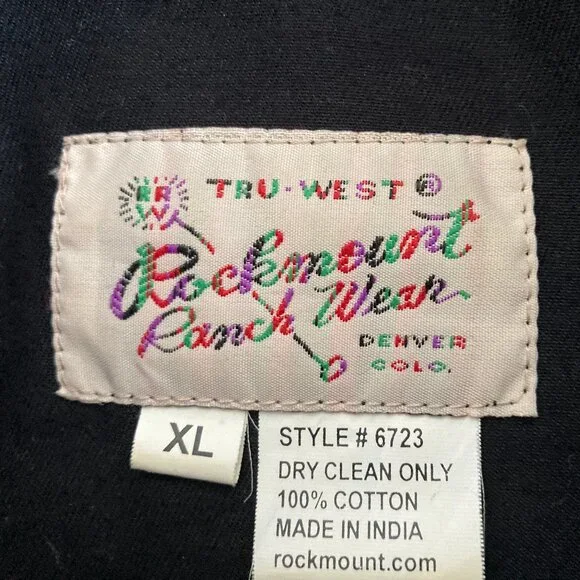 RR
W
TRU-WEST ®
Rockmount
Ranch Wear
DENVER
COLO.
XL
STYLE # 6723
DRY CLEAN ONLY
100% COTTON
MADE IN INDIA
rockmount.com